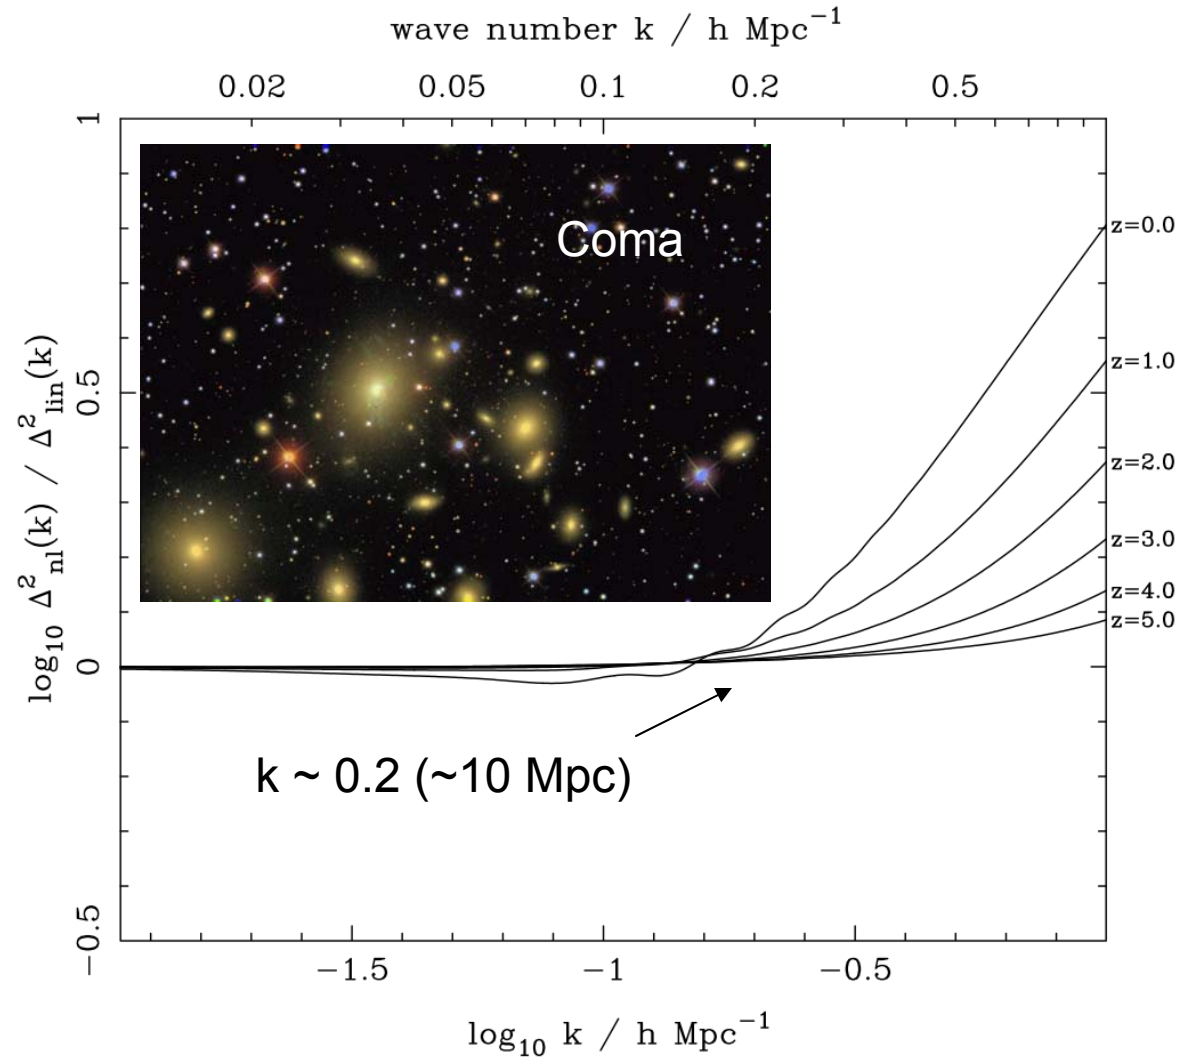 wave number k / h Mpc⁻¹
0.02 0.05 0.1 0.2 0.5
1
0.5
0
−0.5
log₁₀ Δ²nl(k) / Δ²lin(k)
Coma
z=0.0
z=1.0
z=2.0
z=3.0
z=4.0
z=5.0
k ~ 0.2 (~10 Mpc)
−1.5 −1 −0.5
log₁₀ k / h Mpc⁻¹